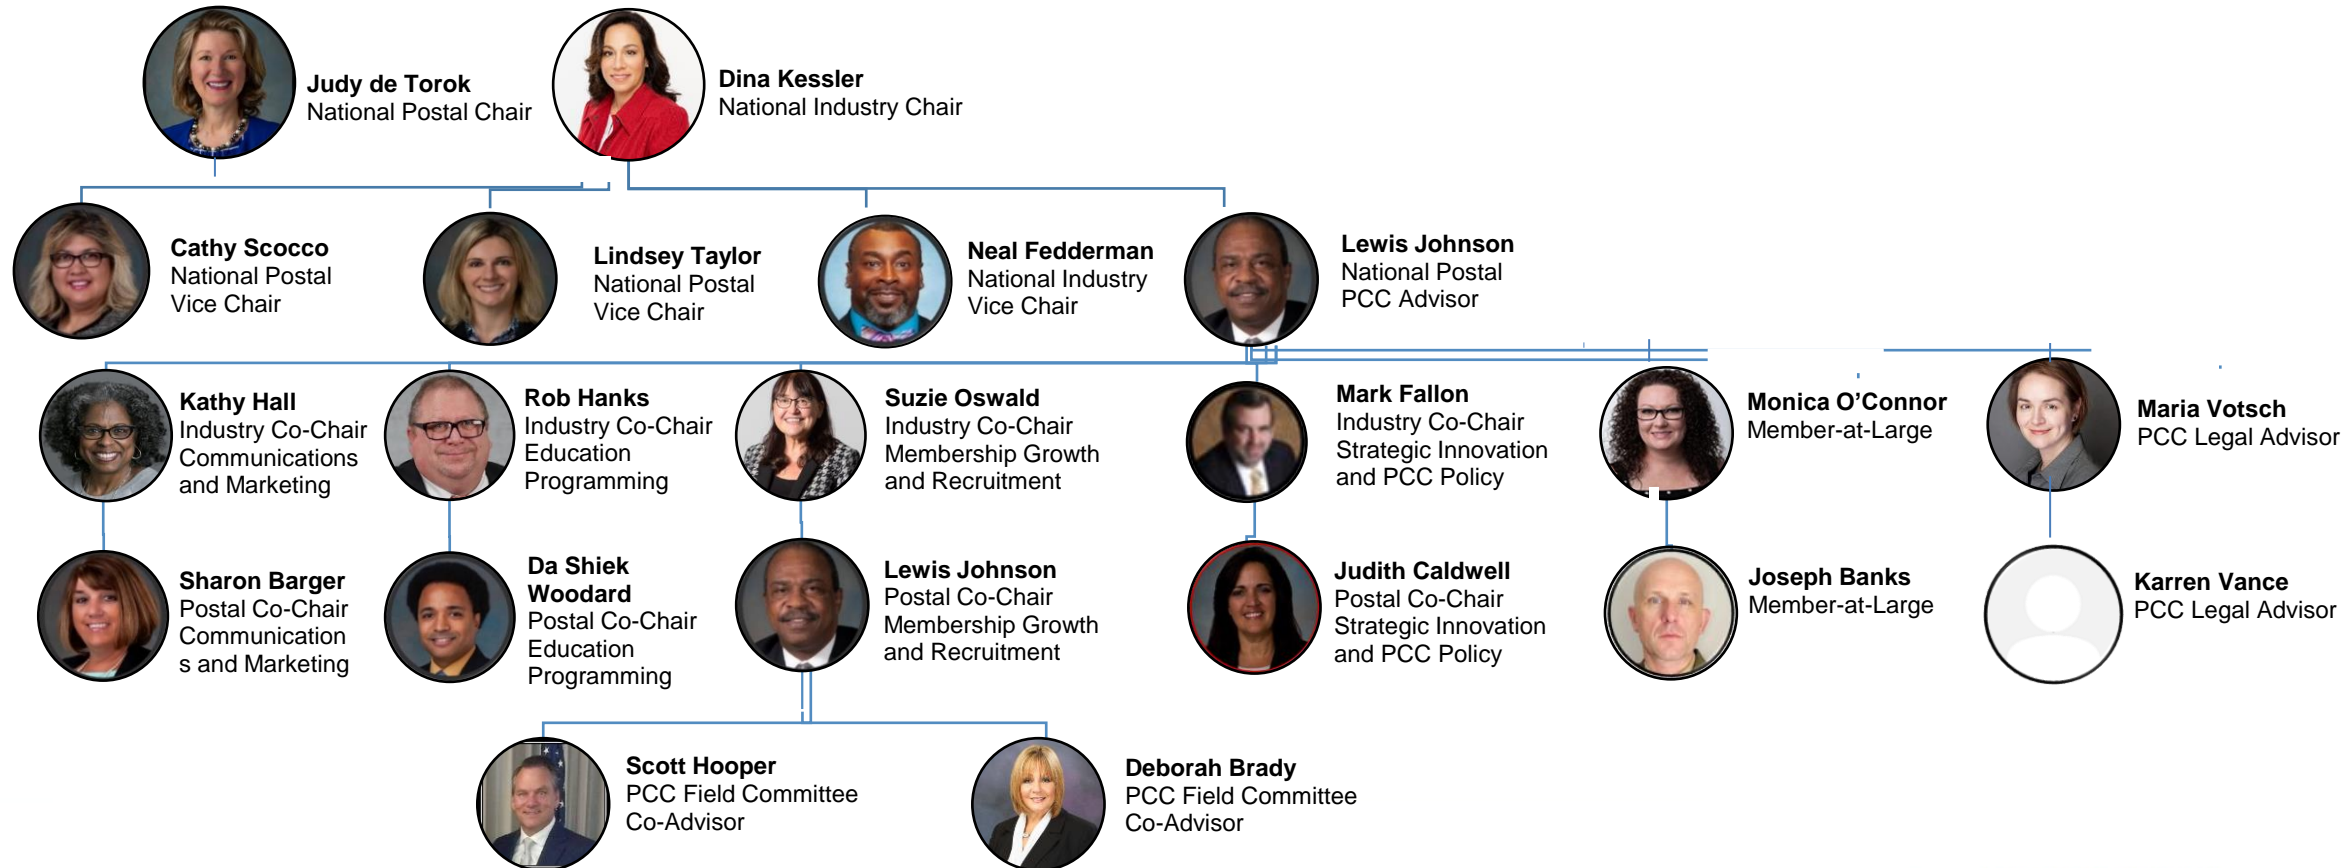 Judy de Torok
National Postal Chair
Dina Kessler
National Industry Chair
Cathy Scocco
National Postal
Vice Chair
Lindsey Taylor
National Postal
Vice Chair
Neal Fedderman
National Industry
Vice Chair
Lewis Johnson
National Postal
PCC Advisor
Kathy Hall
Industry Co-Chair
Communications
and Marketing
Rob Hanks
Industry Co-Chair
Education
Programming
Suzie Oswald
Industry Co-Chair
Membership Growth
and Recruitment
Mark Fallon
Industry Co-Chair
Strategic Innovation
and PCC Policy
Monica O’Connor
Member-at-Large
Maria Votsch
PCC Legal Advisor
Sharon Barger
Postal Co-Chair
Communication
s and Marketing
Da Shiek
Woodard
Postal Co-Chair
Education
Programming
Lewis Johnson
Postal Co-Chair
Membership Growth
and Recruitment
Judith Caldwell
Postal Co-Chair
Strategic Innovation
and PCC Policy
Joseph Banks
Member-at-Large
Karren Vance
PCC Legal Advisor
Scott Hooper
PCC Field Committee
Co-Advisor
Deborah Brady
PCC Field Committee
Co-Advisor